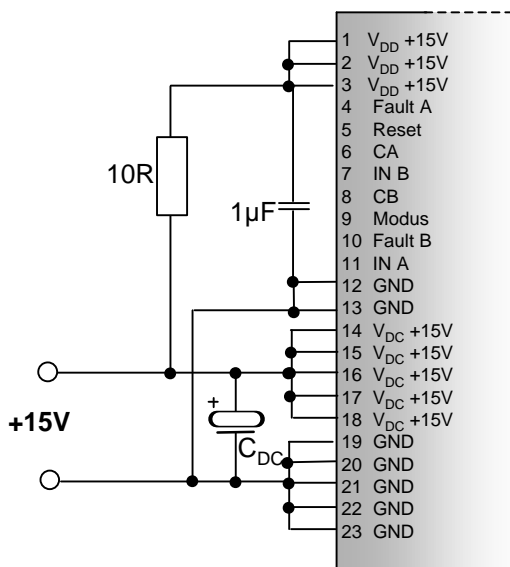 1 V_DD +15V
2 V_DD +15V
3 V_DD +15V
4 Fault A
5 Reset
6 CA
7 IN B
8 CB
9 Modus
10 Fault B
11 IN A
12 GND
13 GND
14 V_DC +15V
15 V_DC +15V
16 V_DC +15V
17 V_DC +15V
18 V_DC +15V
19 GND
20 GND
21 GND
22 GND
23 GND
10R
1µF
+15V
+
C_DC